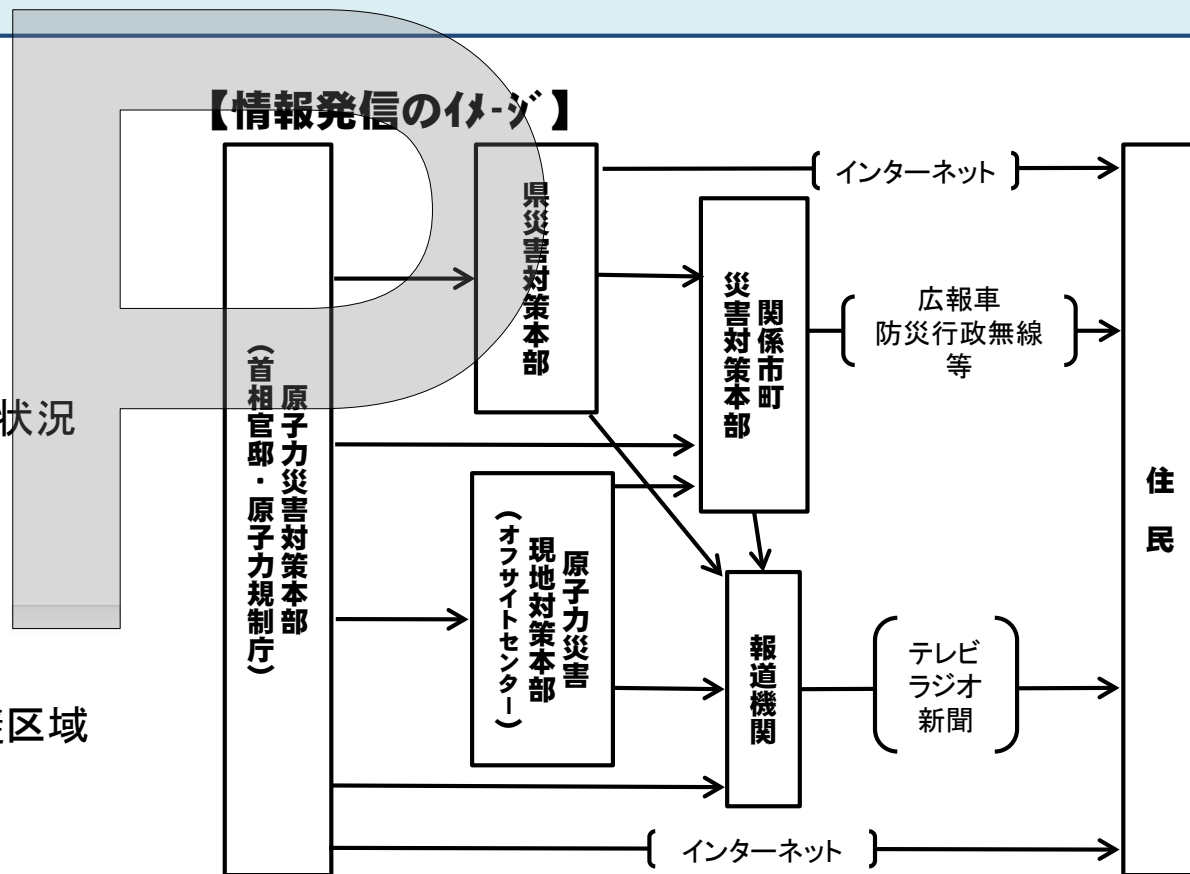 【情報発信のイメージ】
原子力災害対策本部
（首相官邸・原子力規制庁）
県災害対策本部
関係市町
災害対策本部
原子力災害
現地対策本部
（オフサイトセンター）
報道機関
インターネット
広報車
防災行政無線
等
テレビ
ラジオ
新聞
インターネット
住民
状況
区域
P